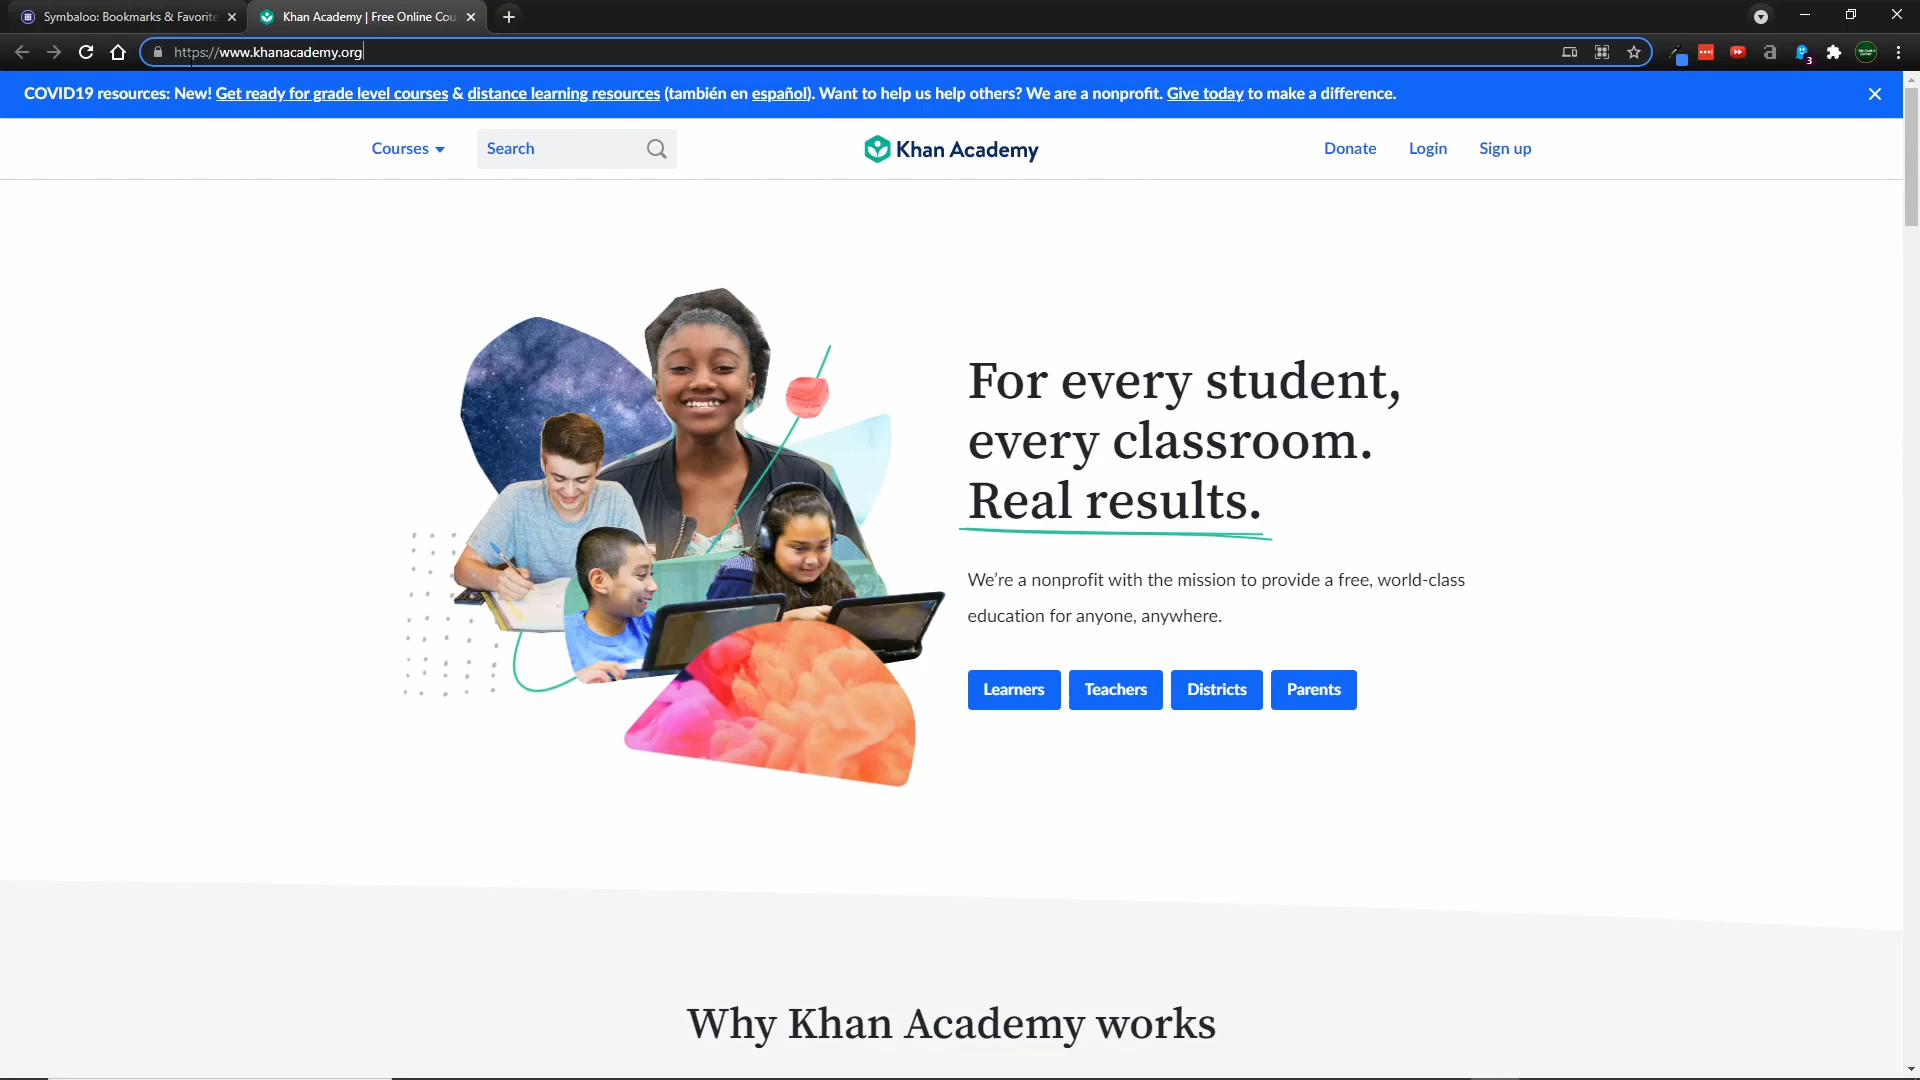 Symbaloo: Bookmarks & Favorite
Khan Academy | Free Online Cou
https://www.khanacademy.org
3
COVID19 resources: New! Get ready for grade level courses & distance learning resources (también en español). Want to help us help others? We are a nonprofit. Give today to make a difference.
Courses
Search
Khan Academy
Donate
Login
Sign up
For every student,
every classroom.
Real results.
We’re a nonprofit with the mission to provide a free, world-class
education for anyone, anywhere.
Learners
Teachers
Districts
Parents
Why Khan Academy works